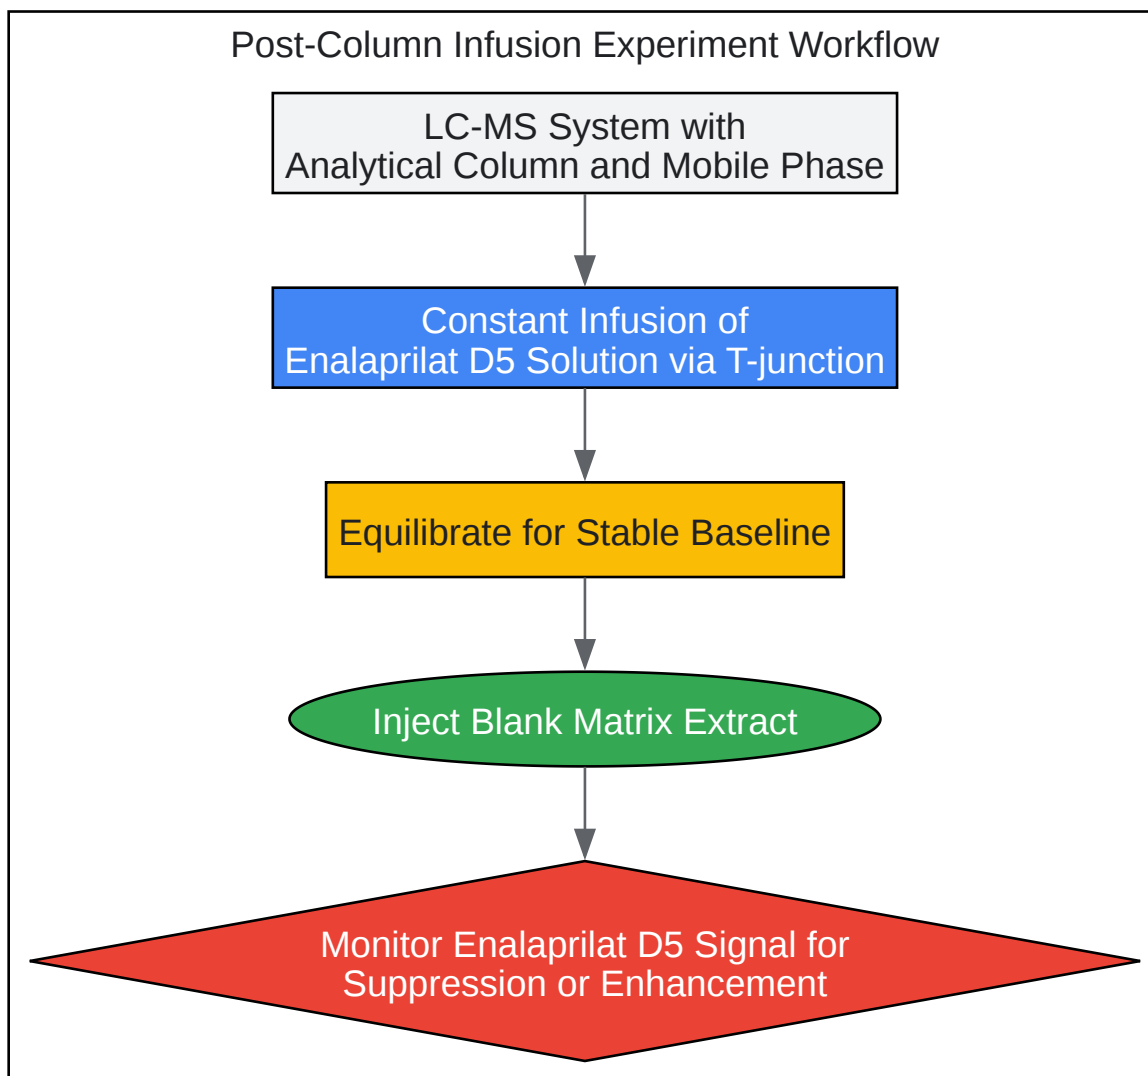 Post-Column Infusion Experiment Workflow
LC-MS System with
Analytical Column and Mobile Phase
Constant Infusion of
Enalaprilat D5 Solution via T-junction
Equilibrate for Stable Baseline
Inject Blank Matrix Extract
Monitor Enalaprilat D5 Signal for
Suppression or Enhancement